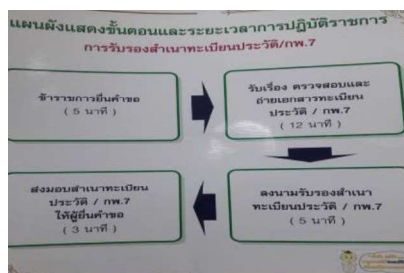 แผนผังแสดงขั้นตอนและระยะเวลาการปฏิบัติราชการ
การรับรองสำเนาทะเบียนประวัติ/กพ.7
ข้าราชการยื่นคำขอ
( 5 นาที )
รับเรื่อง ตรวจสอบและ
ถ่ายเอกสารทะเบียน
ประวัติ / กพ.7
( 12 นาที )
ลงนามรับรองสำเนา
ทะเบียนประวัติ / กพ.7
( 5 นาที )
ส่งมอบสำเนาทะเบียน
ประวัติ / กพ.7
ให้ผู้ยื่นคำขอ
( 3 นาที )